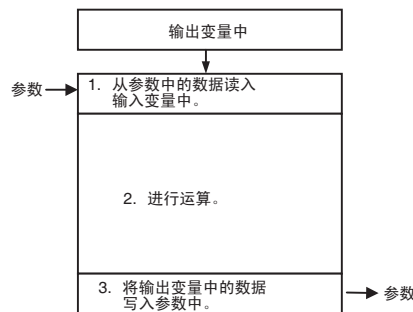 输出变量中
参数
1. 从参数中的数据读入
输入变量中。
2. 进行运算。
3. 将输出变量中的数据
写入参数中。
参数